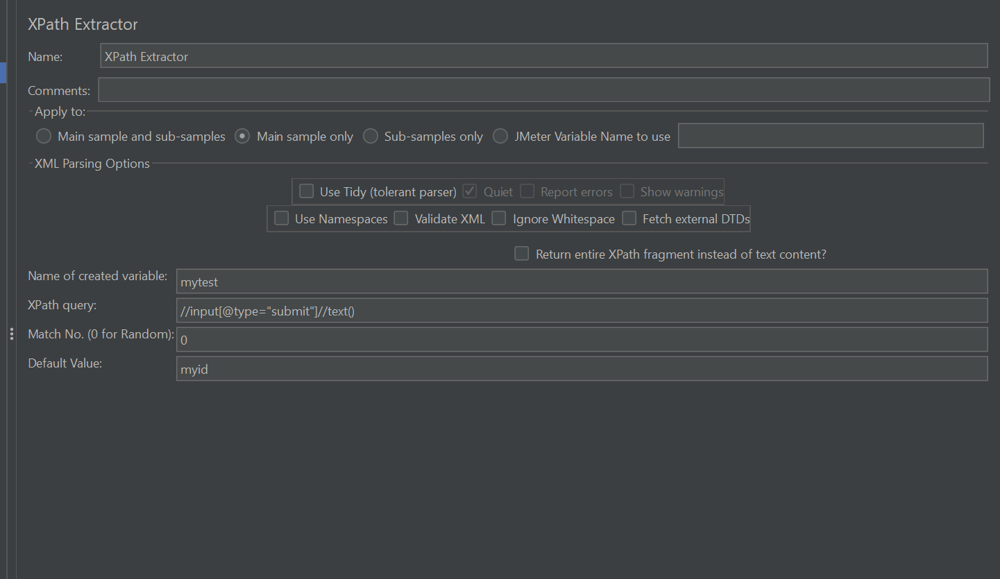 XPath Extractor
Name: XPath Extractor
Comments:
Apply to:
Main sample and sub-samples Main sample only Sub-samples only JMeter Variable Name to use
XML Parsing Options
Use Tidy (tolerant parser) Quiet Report errors Show warnings
Use Namespaces Validate XML Ignore Whitespace Fetch external DTDs
Return entire XPath fragment instead of text content?
Name of created variable: mytest
XPath query: //input[@type="submit"]//text()
Match No. (0 for Random): 0
Default Value: myid